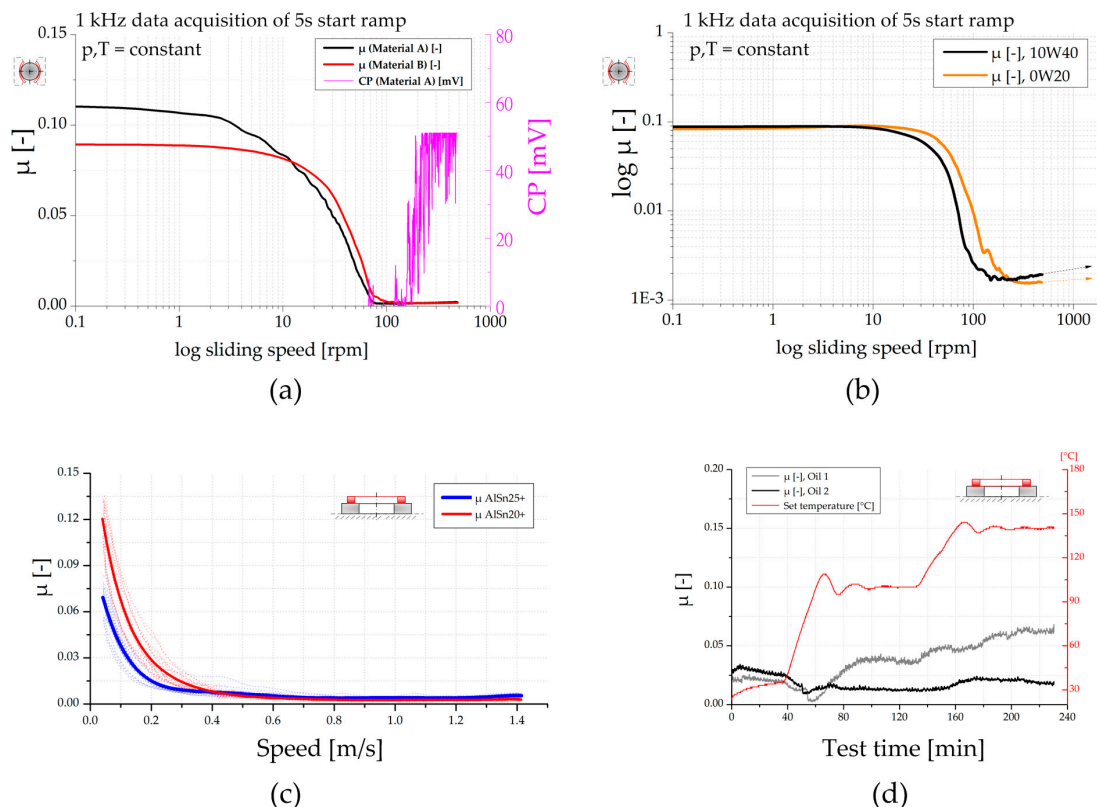 1 kHz data acquisition of 5s start ramp
p,T = constant
μ (Material A) [-]
μ (Material B) [-]
CP (Material A) [mV]
0.15
0.10
0.05
0.00
μ [-]
80
60
40
20
0
CP [mV]
0.1
1
10
100
1000
log sliding speed [rpm]
(a)
1 kHz data acquisition of 5s start ramp
p,T = constant
μ [-], 10W40
μ [-], 0W20
1
0.1
0.01
1E-3
log μ [-]
0.1
1
10
100
1000
log sliding speed [rpm]
(b)
0.15
0.12
0.09
0.06
0.03
0.00
μ [-]
μ AlSn25+
μ AlSn20+
0.0
0.2
0.4
0.6
0.8
1.0
1.2
1.4
Speed [m/s]
(c)
[°C]
μ [-], Oil 1
μ [-], Oil 2
Set temperature [°C]
0.20
0.15
0.10
0.05
0.00
μ [-]
180
150
120
90
60
30
0
40
80
120
160
200
240
Test time [min]
(d)